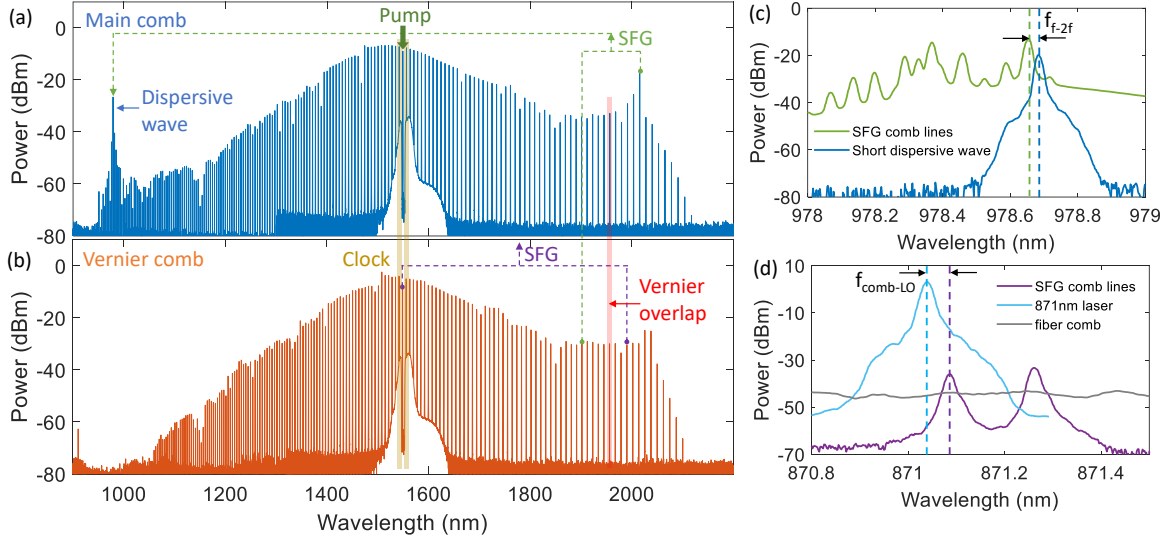 (a)
Main comb
Pump
SFG
Dispersive
wave
Power (dBm)
0
-20
-40
-60
-80
(b)
Vernier comb
Clock
SFG
Vernier
overlap
Power (dBm)
0
-20
-40
-60
-80
1000 1200 1400 1600 1800 2000
Wavelength (nm)
(c)
f f-2f
Power (dBm)
0
-20
-40
-60
-80
SFG comb lines
Short dispersive wave
978 978.2 978.4 978.6 978.8 979
Wavelength (nm)
(d)
f comb-LO
Power (dBm)
10
-10
-30
-50
-70
SFG comb lines
871nm laser
fiber comb
870.8 871 871.2 871.4
Wavelength (nm)